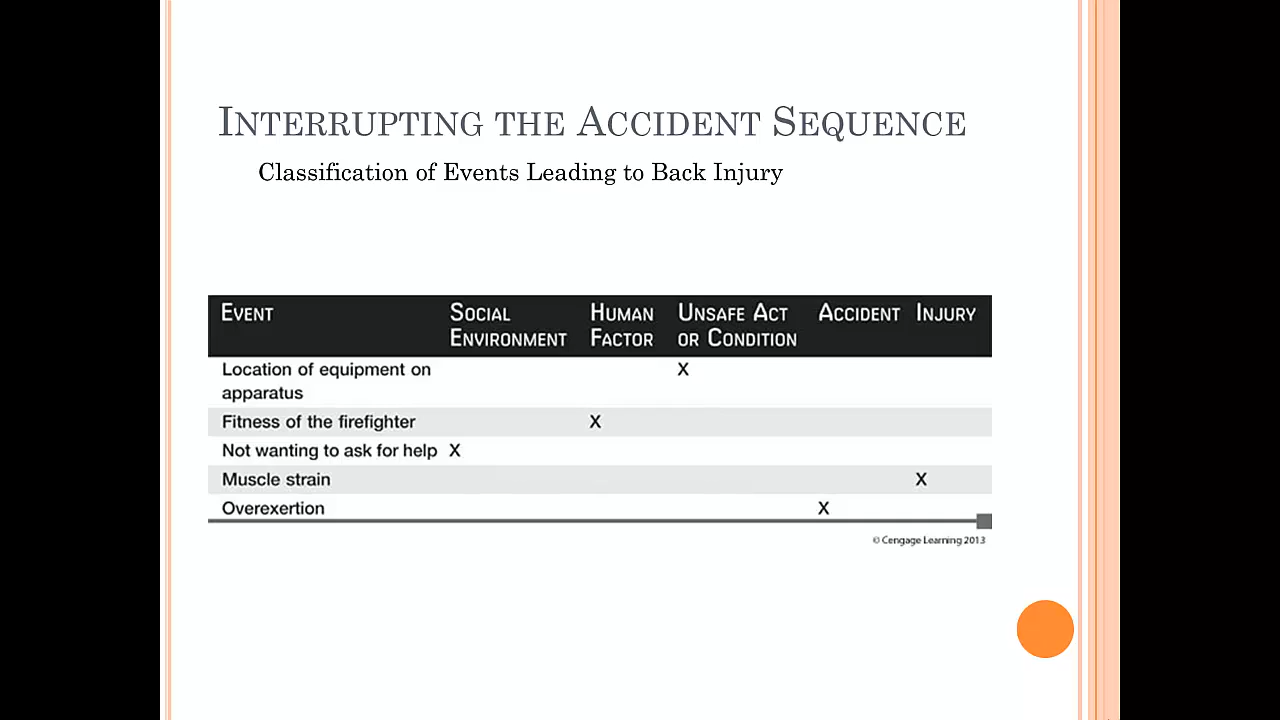 INTERRUPTING THE ACCIDENT SEQUENCE
Classification of Events Leading to Back Injury
EVENT SOCIAL ENVIRONMENT HUMAN FACTOR UNSAFE ACT OR CONDITION ACCIDENT INJURY
Location of equipment on X
apparatus
Fitness of the firefighter X
Not wanting to ask for help X
Muscle strain X
Overexertion X
© Cengage Learning 2013